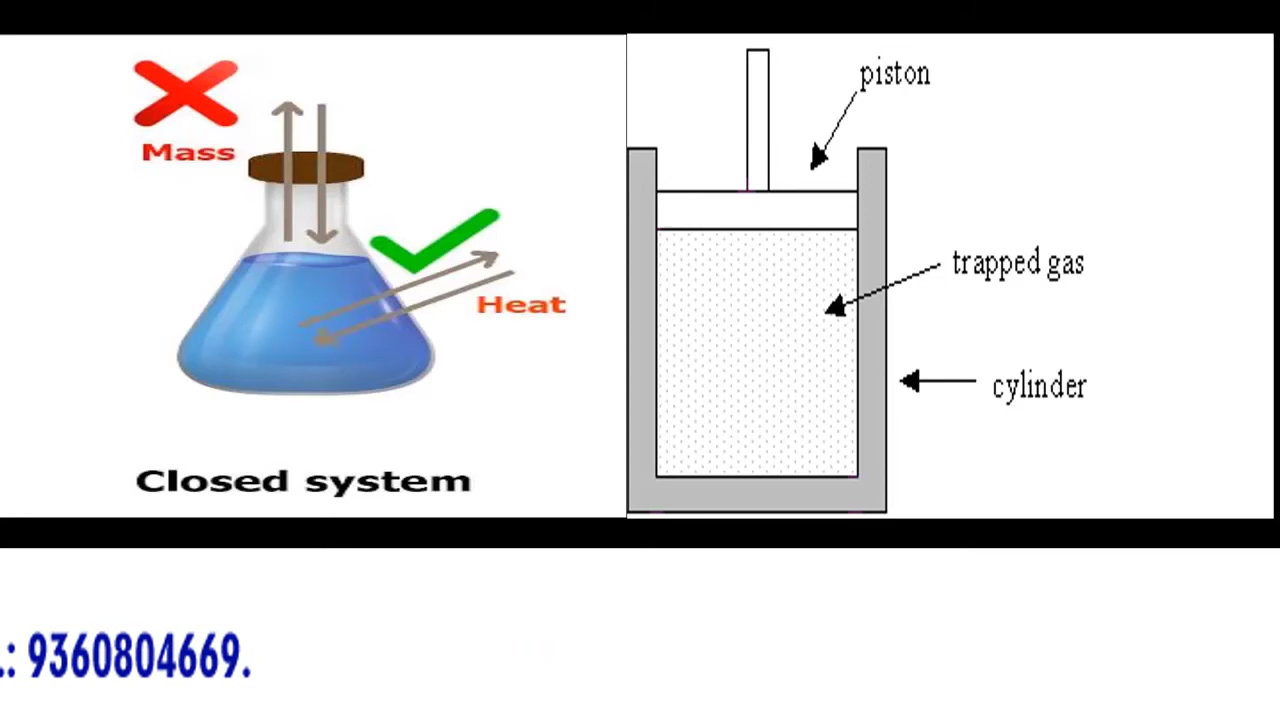 Mass
Heat
Closed system
piston
trapped gas
cylinder
.: 9360804669.